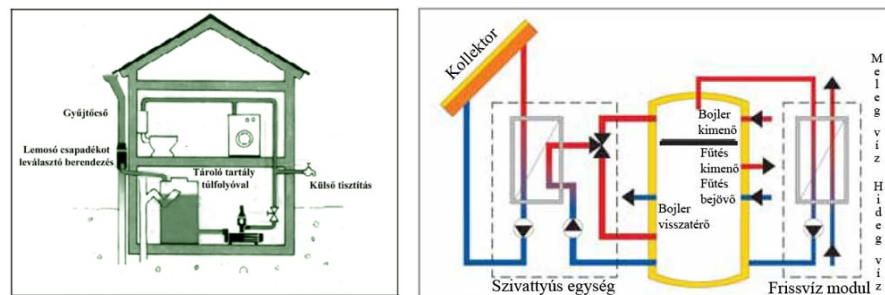 Gyűjtőcső
Lemosó csapadékot
leválasztó berendezés
Tároló tartály
túlfolyóval
Külső tisztítás
Kollektor
Bojler
kimenő
Fűtés
kimenő
Fűtés
bejövő
Bojler
visszatérő
Szivattyús egység
Frissvíz modul
Meleg víz
Hideg víz